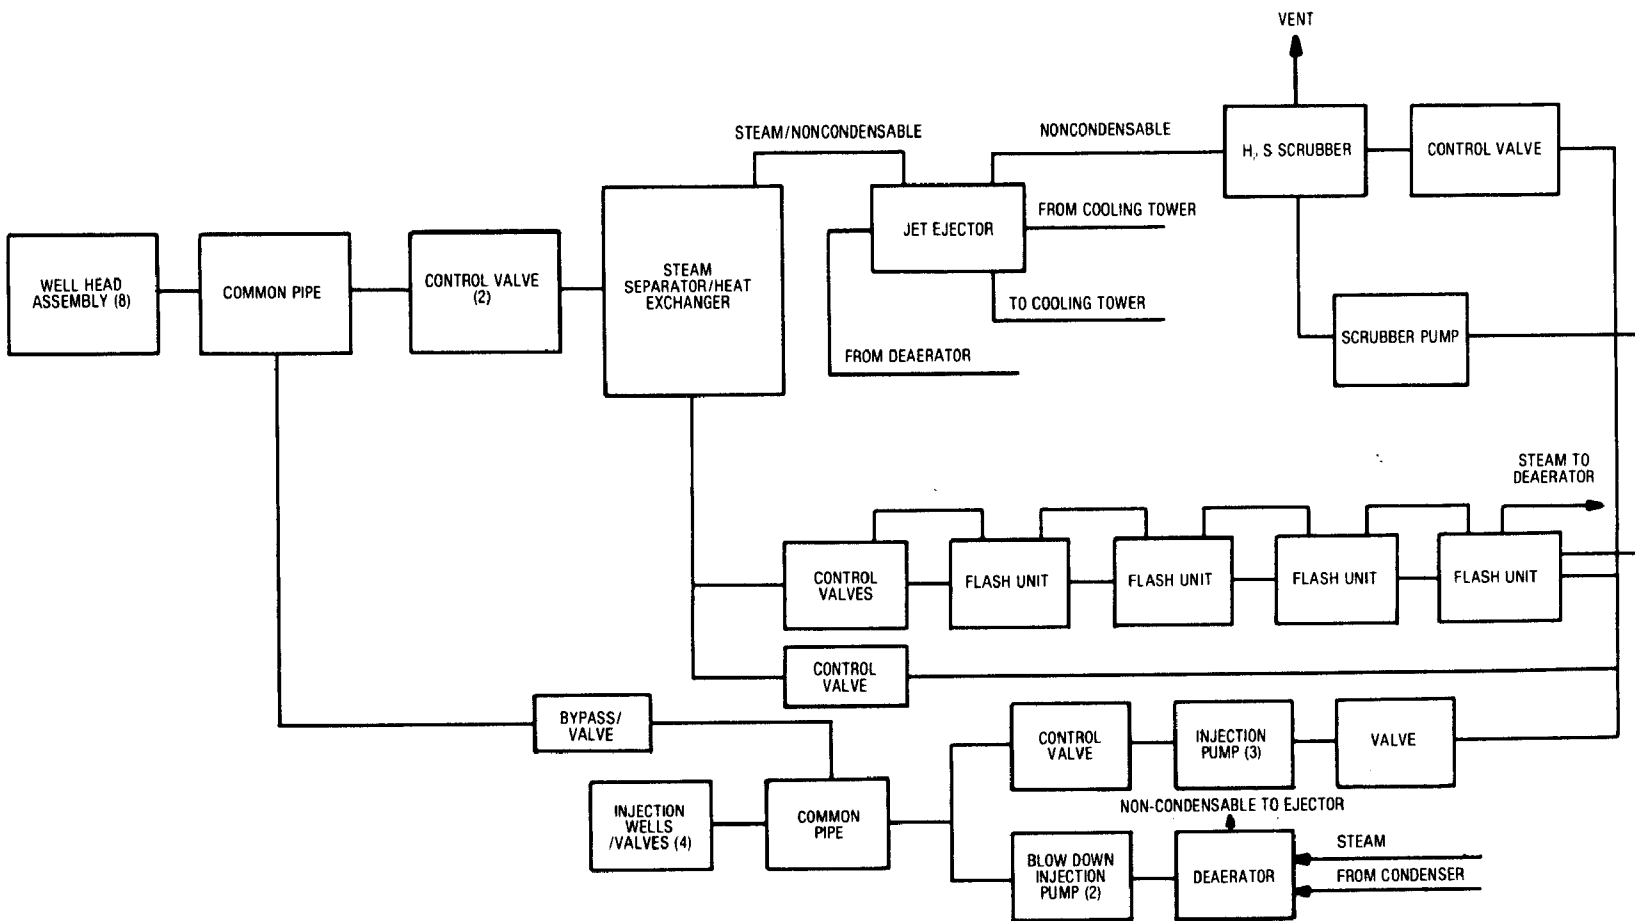 VENT
STEAM/NONCONDENSABLE
NONCONDENSABLE
H₂ S SCRUBBER
CONTROL VALVE
FROM COOLING TOWER
JET EJECTOR
WELL HEAD
ASSEMBLY (8)
COMMON PIPE
CONTROL VALVE
(2)
STEAM
SEPARATOR/HEAT
EXCHANGER
TO COOLING TOWER
FROM DEAERATOR
SCRUBBER PUMP
STEAM TO
DEAERATOR
CONTROL
VALVES
FLASH UNIT
FLASH UNIT
FLASH UNIT
FLASH UNIT
CONTROL
VALVE
BYPASS/
VALVE
CONTROL
VALVE
INJECTION
PUMP (3)
VALVE
INJECTION
WELLS
/VALVES (4)
COMMON
PIPE
NON-CONDENSABLE TO EJECTOR
BLOW DOWN
INJECTION
PUMP (2)
DEAERATOR
STEAM
FROM CONDENSER